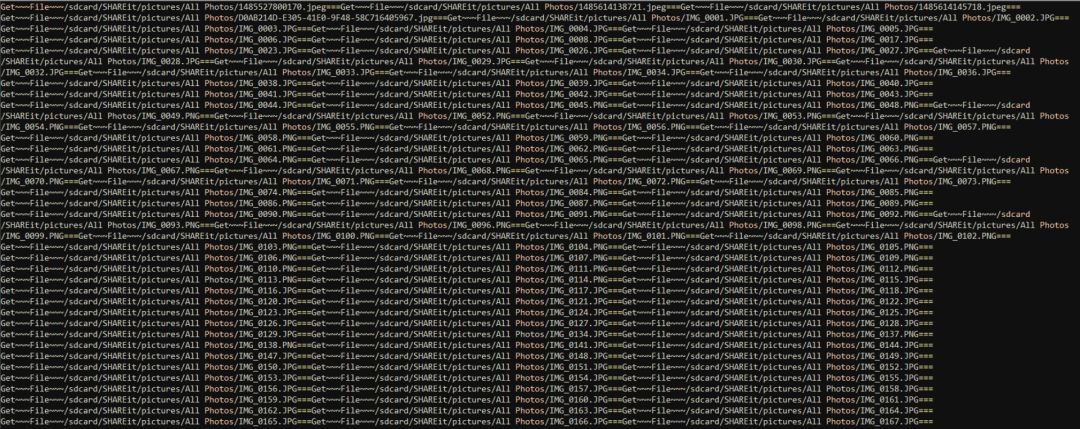 Get~~~File~~~/sdcard/SHAREit/pictures/All Photos/1485527800170.jpeg===Get~~~File~~~/sdcard/SHAREit/pictures/All Photos/1485614138721.jpeg===Get~~~File~~~/sdcard/SHAREit/pictures/All Photos/1485614145718.jpeg===
Get~~~File~~~/sdcard/SHAREit/pictures/All Photos/D0AB214D-E305-41E0-9F48-58C716405967.jpg===Get~~~File~~~/sdcard/SHAREit/pictures/All Photos/IMG_0001.JPG===Get~~~File~~~/sdcard/SHAREit/pictures/All Photos/IMG_0002.JPG===
Get~~~File~~~/sdcard/SHAREit/pictures/All Photos/IMG_0003.JPG===Get~~~File~~~/sdcard/SHAREit/pictures/All Photos/IMG_0004.JPG===Get~~~File~~~/sdcard/SHAREit/pictures/All Photos/IMG_0005.JPG===
Get~~~File~~~/sdcard/SHAREit/pictures/All Photos/IMG_0006.JPG===Get~~~File~~~/sdcard/SHAREit/pictures/All Photos/IMG_0008.JPG===Get~~~File~~~/sdcard/SHAREit/pictures/All Photos/IMG_0017.JPG===
Get~~~File~~~/sdcard/SHAREit/pictures/All Photos/IMG_0023.JPG===Get~~~File~~~/sdcard/SHAREit/pictures/All Photos/IMG_0026.JPG===Get~~~File~~~/sdcard/SHAREit/pictures/All Photos/IMG_0027.JPG===Get~~~File~~~/sdcard
/SHAREit/pictures/All Photos/IMG_0028.JPG===Get~~~File~~~/sdcard/SHAREit/pictures/All Photos/IMG_0029.JPG===Get~~~File~~~/sdcard/SHAREit/pictures/All Photos/IMG_0030.JPG===Get~~~File~~~/sdcard/SHAREit/pictures/All Photos
/IMG_0032.JPG===Get~~~File~~~/sdcard/SHAREit/pictures/All Photos/IMG_0033.JPG===Get~~~File~~~/sdcard/SHAREit/pictures/All Photos/IMG_0034.JPG===Get~~~File~~~/sdcard/SHAREit/pictures/All Photos/IMG_0036.JPG===
Get~~~File~~~/sdcard/SHAREit/pictures/All Photos/IMG_0038.JPG===Get~~~File~~~/sdcard/SHAREit/pictures/All Photos/IMG_0039.JPG===Get~~~File~~~/sdcard/SHAREit/pictures/All Photos/IMG_0040.JPG===
Get~~~File~~~/sdcard/SHAREit/pictures/All Photos/IMG_0041.JPG===Get~~~File~~~/sdcard/SHAREit/pictures/All Photos/IMG_0042.JPG===Get~~~File~~~/sdcard/SHAREit/pictures/All Photos/IMG_0043.JPG===
Get~~~File~~~/sdcard/SHAREit/pictures/All Photos/IMG_0044.JPG===Get~~~File~~~/sdcard/SHAREit/pictures/All Photos/IMG_0045.PNG===Get~~~File~~~/sdcard/SHAREit/pictures/All Photos/IMG_0048.PNG===Get~~~File~~~/sdcard
/SHAREit/pictures/All Photos/IMG_0049.PNG===Get~~~File~~~/sdcard/SHAREit/pictures/All Photos/IMG_0052.PNG===Get~~~File~~~/sdcard/SHAREit/pictures/All Photos/IMG_0053.PNG===Get~~~File~~~/sdcard/SHAREit/pictures/All Photos
/IMG_0054.PNG===Get~~~File~~~/sdcard/SHAREit/pictures/All Photos/IMG_0055.PNG===Get~~~File~~~/sdcard/SHAREit/pictures/All Photos/IMG_0056.PNG===Get~~~File~~~/sdcard/SHAREit/pictures/All Photos/IMG_0057.PNG===
Get~~~File~~~/sdcard/SHAREit/pictures/All Photos/IMG_0058.PNG===Get~~~File~~~/sdcard/SHAREit/pictures/All Photos/IMG_0059.PNG===Get~~~File~~~/sdcard/SHAREit/pictures/All Photos/IMG_0060.PNG===
Get~~~File~~~/sdcard/SHAREit/pictures/All Photos/IMG_0061.PNG===Get~~~File~~~/sdcard/SHAREit/pictures/All Photos/IMG_0062.PNG===Get~~~File~~~/sdcard/SHAREit/pictures/All Photos/IMG_0063.PNG===
Get~~~File~~~/sdcard/SHAREit/pictures/All Photos/IMG_0064.PNG===Get~~~File~~~/sdcard/SHAREit/pictures/All Photos/IMG_0065.PNG===Get~~~File~~~/sdcard/SHAREit/pictures/All Photos/IMG_0066.PNG===Get~~~File~~~/sdcard
/SHAREit/pictures/All Photos/IMG_0067.PNG===Get~~~File~~~/sdcard/SHAREit/pictures/All Photos/IMG_0068.PNG===Get~~~File~~~/sdcard/SHAREit/pictures/All Photos/IMG_0069.PNG===Get~~~File~~~/sdcard/SHAREit/pictures/All Photos
/IMG_0070.PNG===Get~~~File~~~/sdcard/SHAREit/pictures/All Photos/IMG_0071.PNG===Get~~~File~~~/sdcard/SHAREit/pictures/All Photos/IMG_0072.PNG===Get~~~File~~~/sdcard/SHAREit/pictures/All Photos/IMG_0073.PNG===
Get~~~File~~~/sdcard/SHAREit/pictures/All Photos/IMG_0074.PNG===Get~~~File~~~/sdcard/SHAREit/pictures/All Photos/IMG_0084.PNG===Get~~~File~~~/sdcard/SHAREit/pictures/All Photos/IMG_0085.PNG===
Get~~~File~~~/sdcard/SHAREit/pictures/All Photos/IMG_0086.PNG===Get~~~File~~~/sdcard/SHAREit/pictures/All Photos/IMG_0087.PNG===Get~~~File~~~/sdcard/SHAREit/pictures/All Photos/IMG_0089.PNG===
Get~~~File~~~/sdcard/SHAREit/pictures/All Photos/IMG_0090.PNG===Get~~~File~~~/sdcard/SHAREit/pictures/All Photos/IMG_0091.PNG===Get~~~File~~~/sdcard/SHAREit/pictures/All Photos/IMG_0092.PNG===Get~~~File~~~/sdcard
/SHAREit/pictures/All Photos/IMG_0093.PNG===Get~~~File~~~/sdcard/SHAREit/pictures/All Photos/IMG_0096.PNG===Get~~~File~~~/sdcard/SHAREit/pictures/All Photos/IMG_0098.PNG===Get~~~File~~~/sdcard/SHAREit/pictures/All Photos
/IMG_0099.PNG===Get~~~File~~~/sdcard/SHAREit/pictures/All Photos/IMG_0100.PNG===Get~~~File~~~/sdcard/SHAREit/pictures/All Photos/IMG_0101.PNG===Get~~~File~~~/sdcard/SHAREit/pictures/All Photos/IMG_0102.PNG===
Get~~~File~~~/sdcard/SHAREit/pictures/All Photos/IMG_0103.PNG===Get~~~File~~~/sdcard/SHAREit/pictures/All Photos/IMG_0104.PNG===Get~~~File~~~/sdcard/SHAREit/pictures/All Photos/IMG_0105.PNG===
Get~~~File~~~/sdcard/SHAREit/pictures/All Photos/IMG_0106.PNG===Get~~~File~~~/sdcard/SHAREit/pictures/All Photos/IMG_0107.PNG===Get~~~File~~~/sdcard/SHAREit/pictures/All Photos/IMG_0109.PNG===
Get~~~File~~~/sdcard/SHAREit/pictures/All Photos/IMG_0110.PNG===Get~~~File~~~/sdcard/SHAREit/pictures/All Photos/IMG_0111.PNG===Get~~~File~~~/sdcard/SHAREit/pictures/All Photos/IMG_0112.PNG===
Get~~~File~~~/sdcard/SHAREit/pictures/All Photos/IMG_0113.PNG===Get~~~File~~~/sdcard/SHAREit/pictures/All Photos/IMG_0114.PNG===Get~~~File~~~/sdcard/SHAREit/pictures/All Photos/IMG_0115.JPG===
Get~~~File~~~/sdcard/SHAREit/pictures/All Photos/IMG_0116.JPG===Get~~~File~~~/sdcard/SHAREit/pictures/All Photos/IMG_0117.JPG===Get~~~File~~~/sdcard/SHAREit/pictures/All Photos/IMG_0118.JPG===
Get~~~File~~~/sdcard/SHAREit/pictures/All Photos/IMG_0120.JPG===Get~~~File~~~/sdcard/SHAREit/pictures/All Photos/IMG_0121.JPG===Get~~~File~~~/sdcard/SHAREit/pictures/All Photos/IMG_0122.JPG===
Get~~~File~~~/sdcard/SHAREit/pictures/All Photos/IMG_0123.JPG===Get~~~File~~~/sdcard/SHAREit/pictures/All Photos/IMG_0124.JPG===Get~~~File~~~/sdcard/SHAREit/pictures/All Photos/IMG_0125.JPG===
Get~~~File~~~/sdcard/SHAREit/pictures/All Photos/IMG_0126.JPG===Get~~~File~~~/sdcard/SHAREit/pictures/All Photos/IMG_0127.JPG===Get~~~File~~~/sdcard/SHAREit/pictures/All Photos/IMG_0128.JPG===
Get~~~File~~~/sdcard/SHAREit/pictures/All Photos/IMG_0129.JPG===Get~~~File~~~/sdcard/SHAREit/pictures/All Photos/IMG_0134.JPG===Get~~~File~~~/sdcard/SHAREit/pictures/All Photos/IMG_0137.PNG===
Get~~~File~~~/sdcard/SHAREit/pictures/All Photos/IMG_0138.PNG===Get~~~File~~~/sdcard/SHAREit/pictures/All Photos/IMG_0141.JPG===Get~~~File~~~/sdcard/SHAREit/pictures/All Photos/IMG_0144.JPG===
Get~~~File~~~/sdcard/SHAREit/pictures/All Photos/IMG_0147.JPG===Get~~~File~~~/sdcard/SHAREit/pictures/All Photos/IMG_0148.JPG===Get~~~File~~~/sdcard/SHAREit/pictures/All Photos/IMG_0149.JPG===
Get~~~File~~~/sdcard/SHAREit/pictures/All Photos/IMG_0150.JPG===Get~~~File~~~/sdcard/SHAREit/pictures/All Photos/IMG_0151.JPG===Get~~~File~~~/sdcard/SHAREit/pictures/All Photos/IMG_0152.JPG===
Get~~~File~~~/sdcard/SHAREit/pictures/All Photos/IMG_0153.JPG===Get~~~File~~~/sdcard/SHAREit/pictures/All Photos/IMG_0154.JPG===Get~~~File~~~/sdcard/SHAREit/pictures/All Photos/IMG_0155.JPG===
Get~~~File~~~/sdcard/SHAREit/pictures/All Photos/IMG_0156.JPG===Get~~~File~~~/sdcard/SHAREit/pictures/All Photos/IMG_0157.JPG===Get~~~File~~~/sdcard/SHAREit/pictures/All Photos/IMG_0158.JPG===
Get~~~File~~~/sdcard/SHAREit/pictures/All Photos/IMG_0159.JPG===Get~~~File~~~/sdcard/SHAREit/pictures/All Photos/IMG_0160.JPG===Get~~~File~~~/sdcard/SHAREit/pictures/All Photos/IMG_0161.JPG===
Get~~~File~~~/sdcard/SHAREit/pictures/All Photos/IMG_0162.JPG===Get~~~File~~~/sdcard/SHAREit/pictures/All Photos/IMG_0163.JPG===Get~~~File~~~/sdcard/SHAREit/pictures/All Photos/IMG_0164.JPG===
Get~~~File~~~/sdcard/SHAREit/pictures/All Photos/IMG_0165.JPG===Get~~~File~~~/sdcard/SHAREit/pictures/All Photos/IMG_0166.JPG===Get~~~File~~~/sdcard/SHAREit/pictures/All Photos/IMG_0167.JPG===